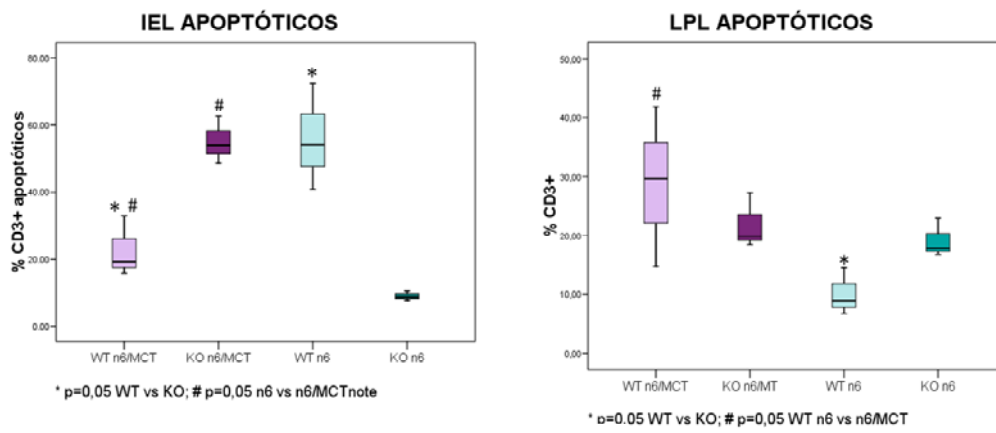 IEL APOPTÓTICOS
% CD3+ apoptóticos
80.00
60.00
40.00
20.00
0.00
*
#
*
* #
WT n6/MCT
KO n6/MCT
WT n6
KO n6
* p=0,05 WT vs KO; # p=0,05 n6 vs n6/MCTnote
LPL APOPTÓTICOS
% CD3+
50,00
40,00
30,00
20,00
10,00
0,00
#
*
WT n6/MCT
KO n6/MT
WT n6
KO n6
* p=0.05 WT vs KO; # p=0,05 WT n6 vs n6/MCT